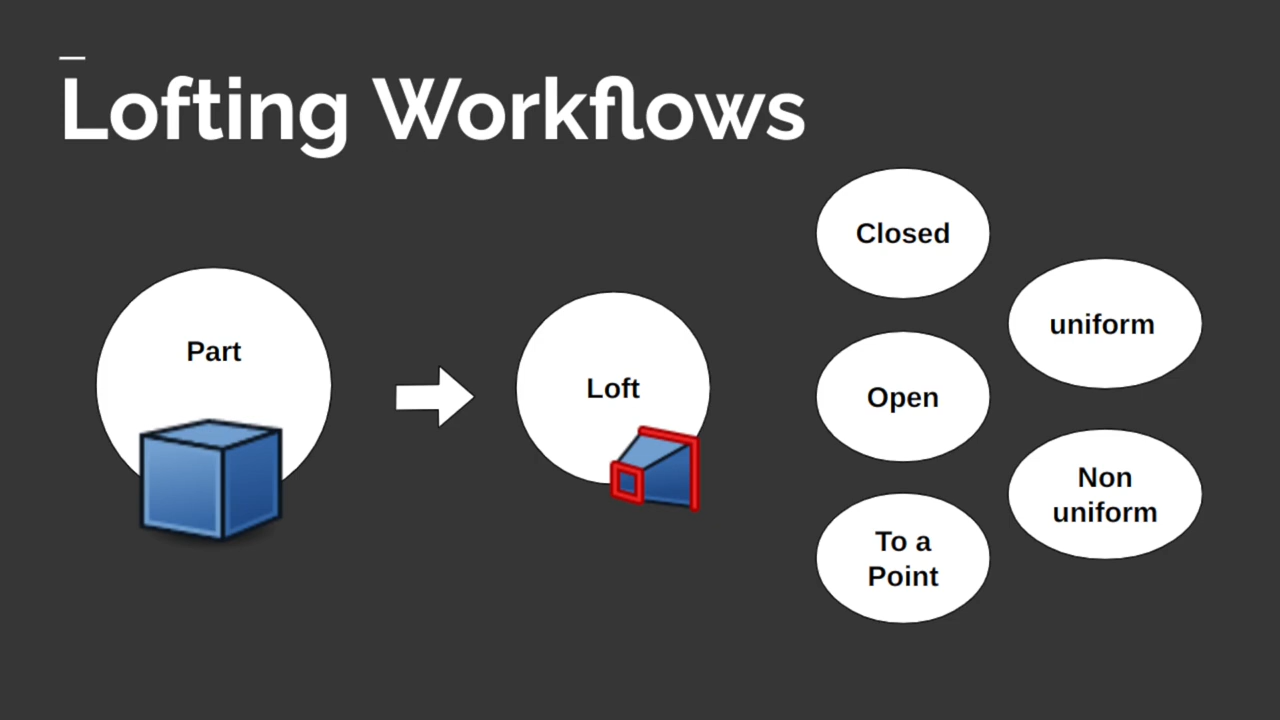 Lofting Workflows
Part
Loft
Closed
Open
To a
Point
uniform
Non
uniform